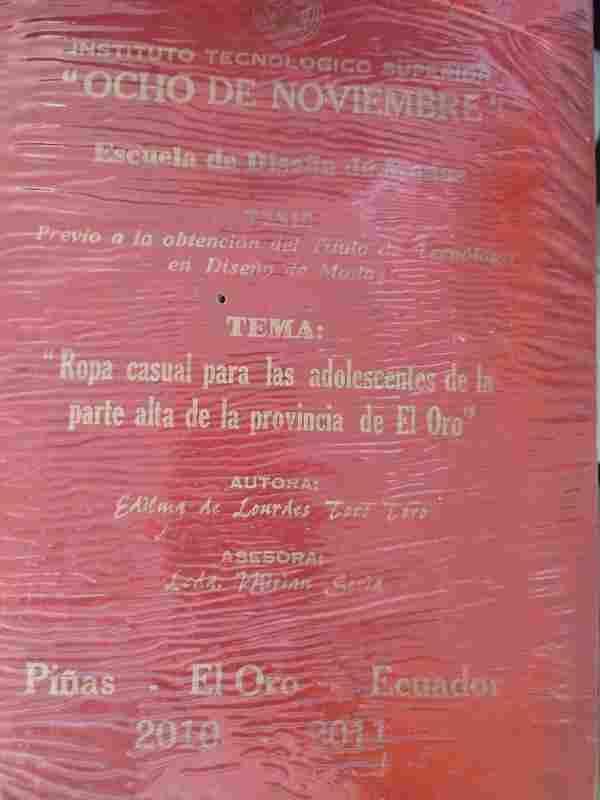 INSTITUTO TECNOLOGICO SUPERIOR
"OCHO DE NOVIEMBRE"
Escuela de Diseño de Modas
TESIS
Previo a la obtención del Título de Tecnólogo
en Diseño de Modas
TEMA:
"Ropa casual para las adolescentes de la
parte alta de la provincia de El Oro"
AUTORA:
Edilma de Lourdes Toro Toro
ASESORA:
Lcda. Mirian
Piñas - El Oro - Ecuador
2010 - 2011